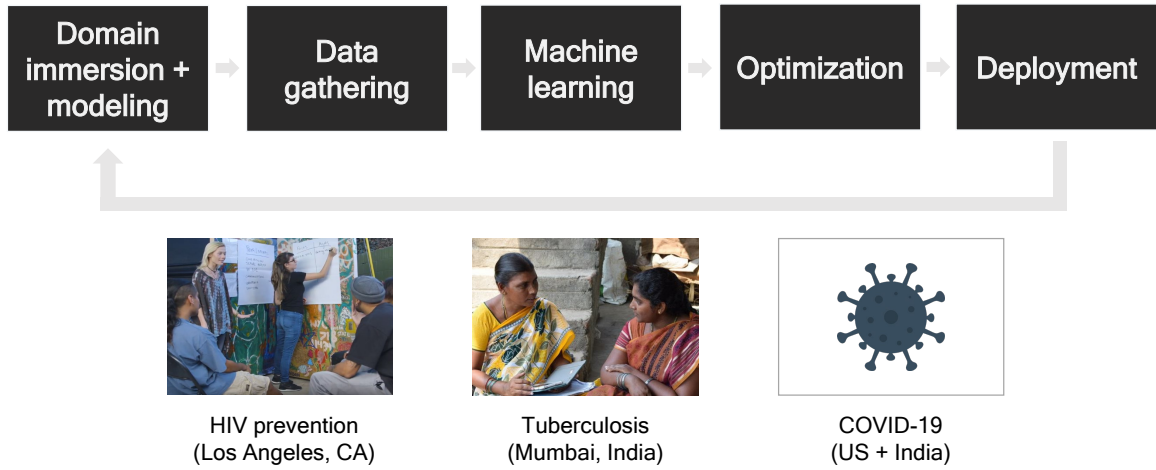 Domain
immersion +
modeling
Data
gathering
Machine
learning
Optimization
Deployment
HIV prevention
(Los Angeles, CA)
Tuberculosis
(Mumbai, India)
COVID-19
(US + India)